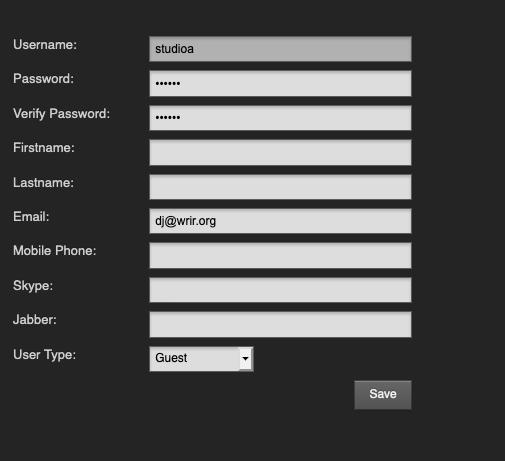 Username: studioa
Password: ••••••
Verify Password: ••••••
Firstname:
Lastname:
Email: dj@wrir.org
Mobile Phone:
Skype:
Jabber:
User Type: Guest
Save